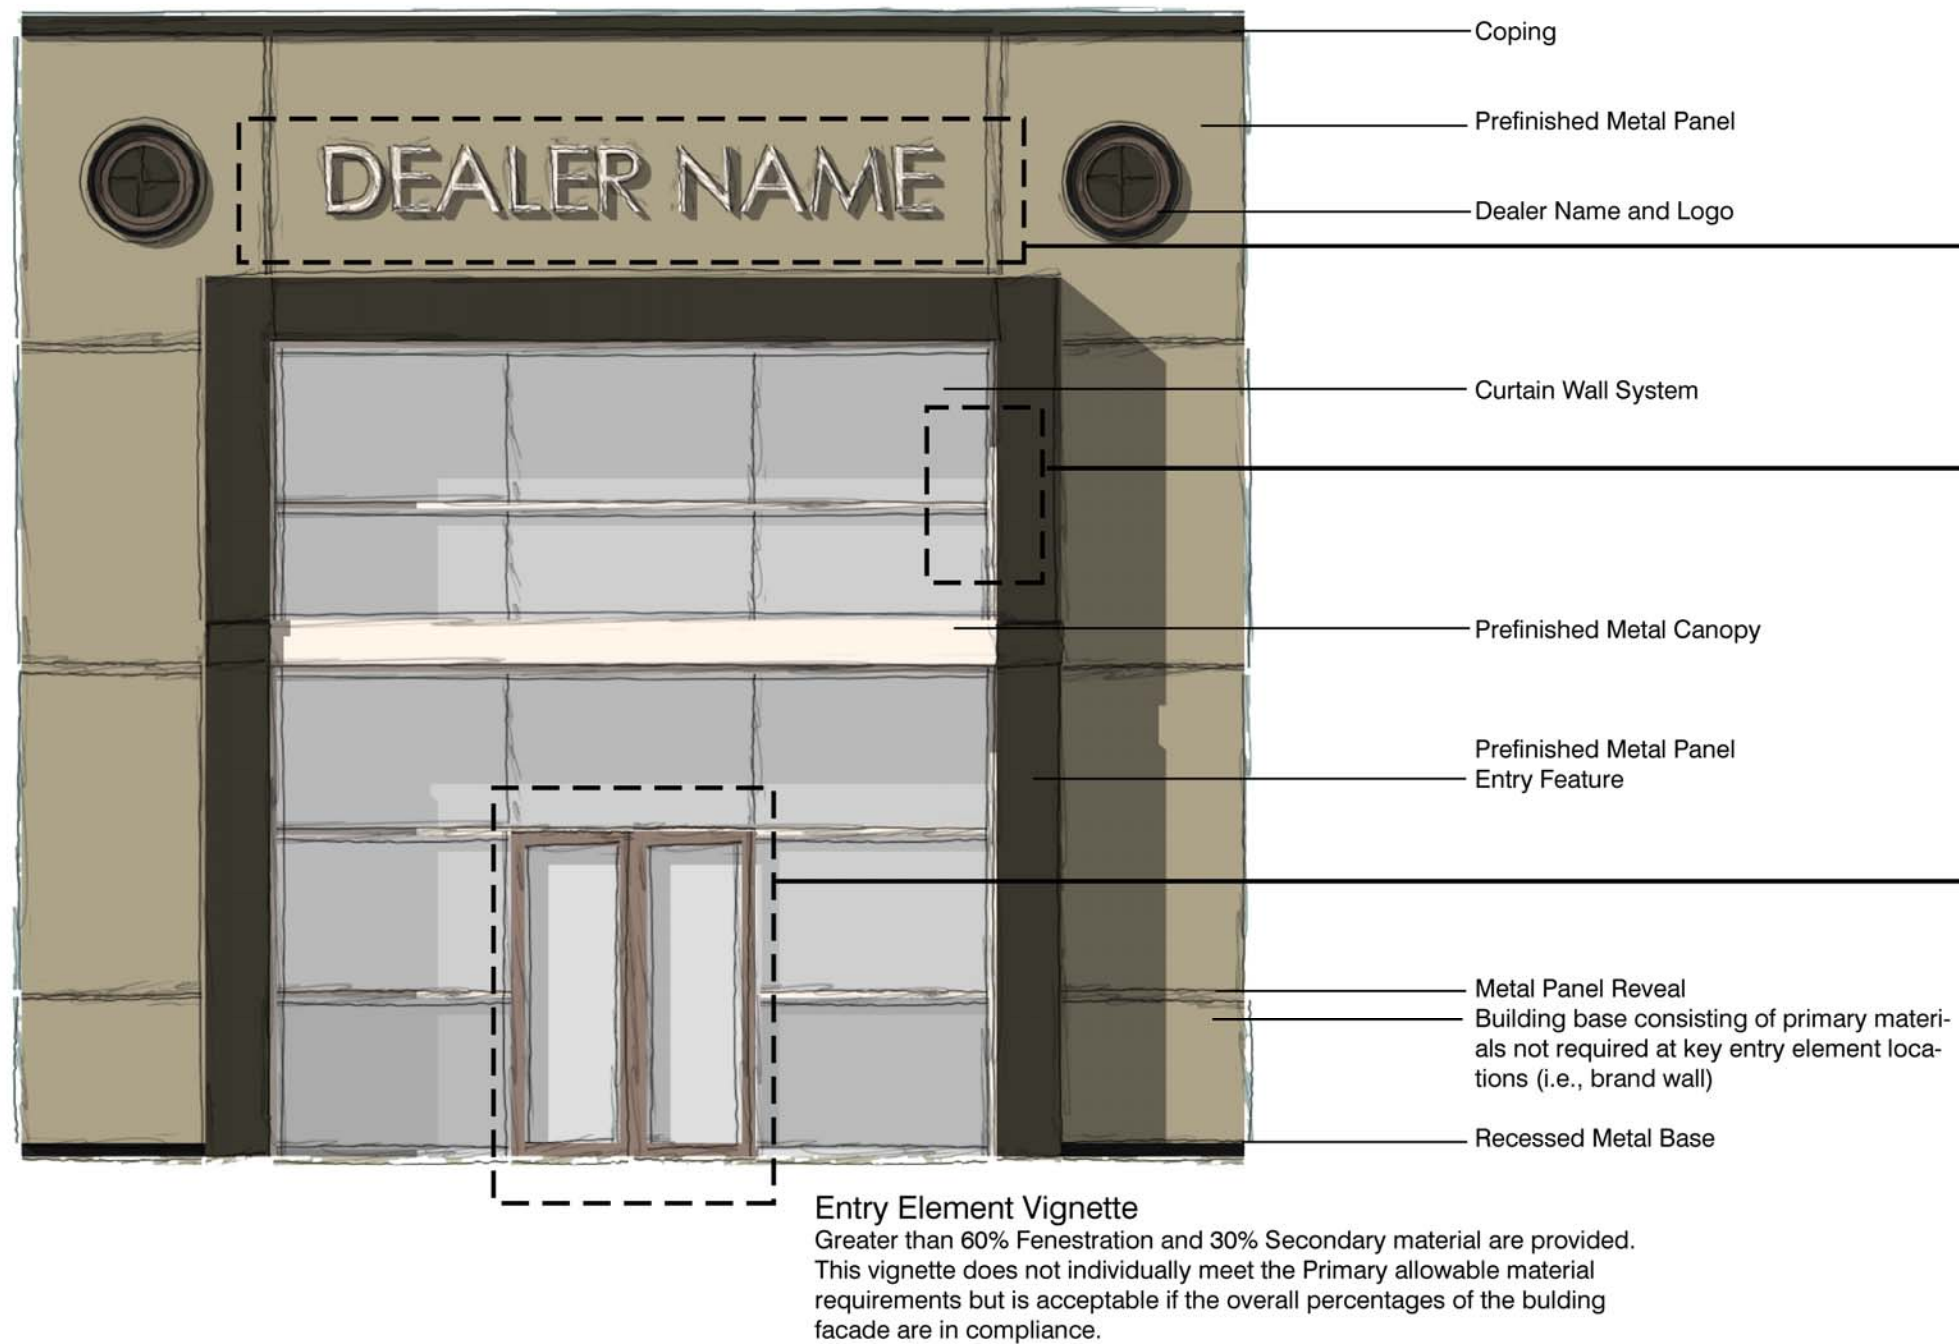 Coping
Prefinished Metal Panel
DEALER NAME
Dealer Name and Logo
Curtain Wall System
Prefinished Metal Canopy
Prefinished Metal Panel
Entry Feature
Metal Panel Reveal
Building base consisting of primary materi-
als not required at key entry element loca-
tions (i.e., brand wall)
Recessed Metal Base
Entry Element Vignette
Greater than 60% Fenestration and 30% Secondary material are provided.
This vignette does not individually meet the Primary allowable material
requirements but is acceptable if the overall percentages of the bulding
facade are in compliance.